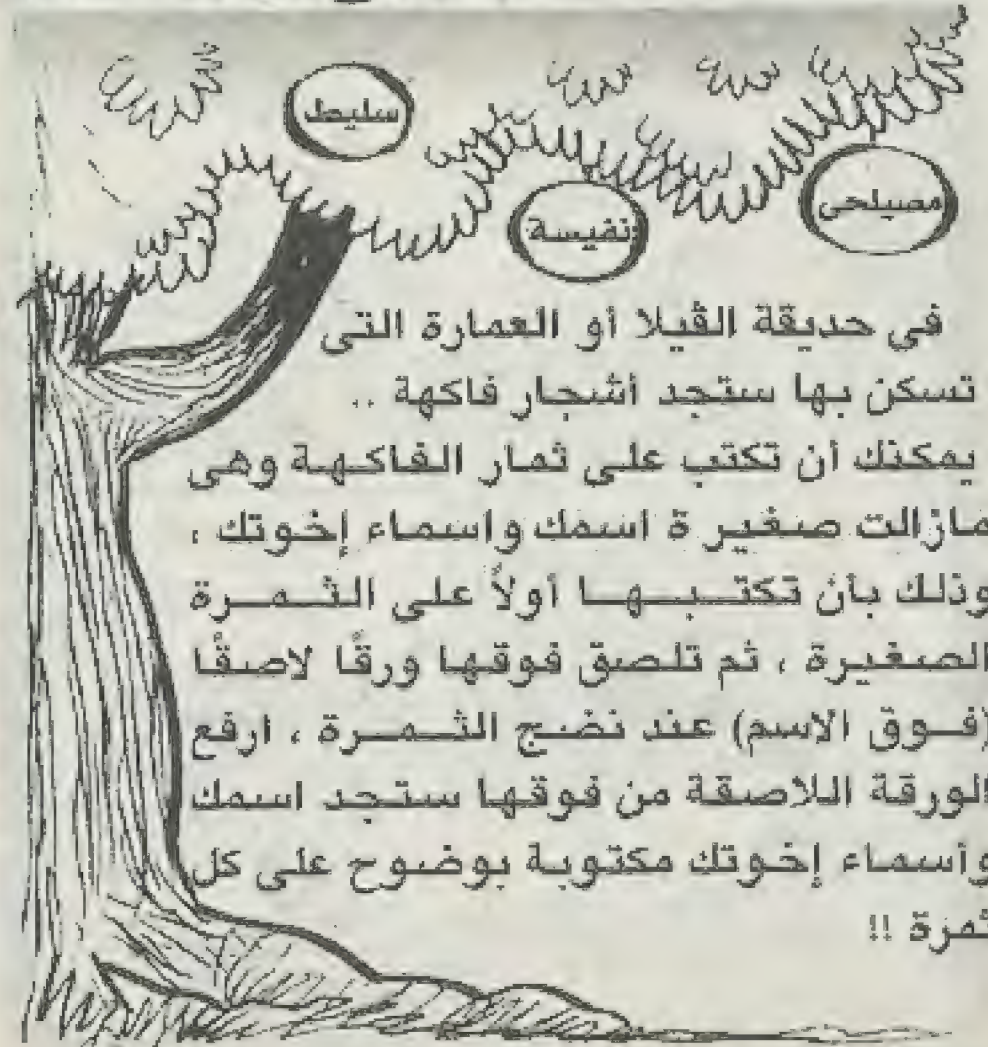 سليط
نفيسة
مصيلحى
في حديقة الڤيلا أو العمارة التى
تسكن بها ستجد أشجار فاكهة ..
يمكنك أن تكتب على ثمار الفاكهة وهى
مازالت صغير ة اسمك واسماء إخوتك ،
وذلك بأن تكتبها أولاً على الثمرة
الصغيرة ، ثم تلصق فوقها ورقًا لاصقًا
(فوق الاسم) عند نضج الثمرة ، ارفع
الورقة اللاصقة من فوقها ستجد اسمك
وأسماء إخوتك مكتوبة بوضوح على كل
ثمرة !!